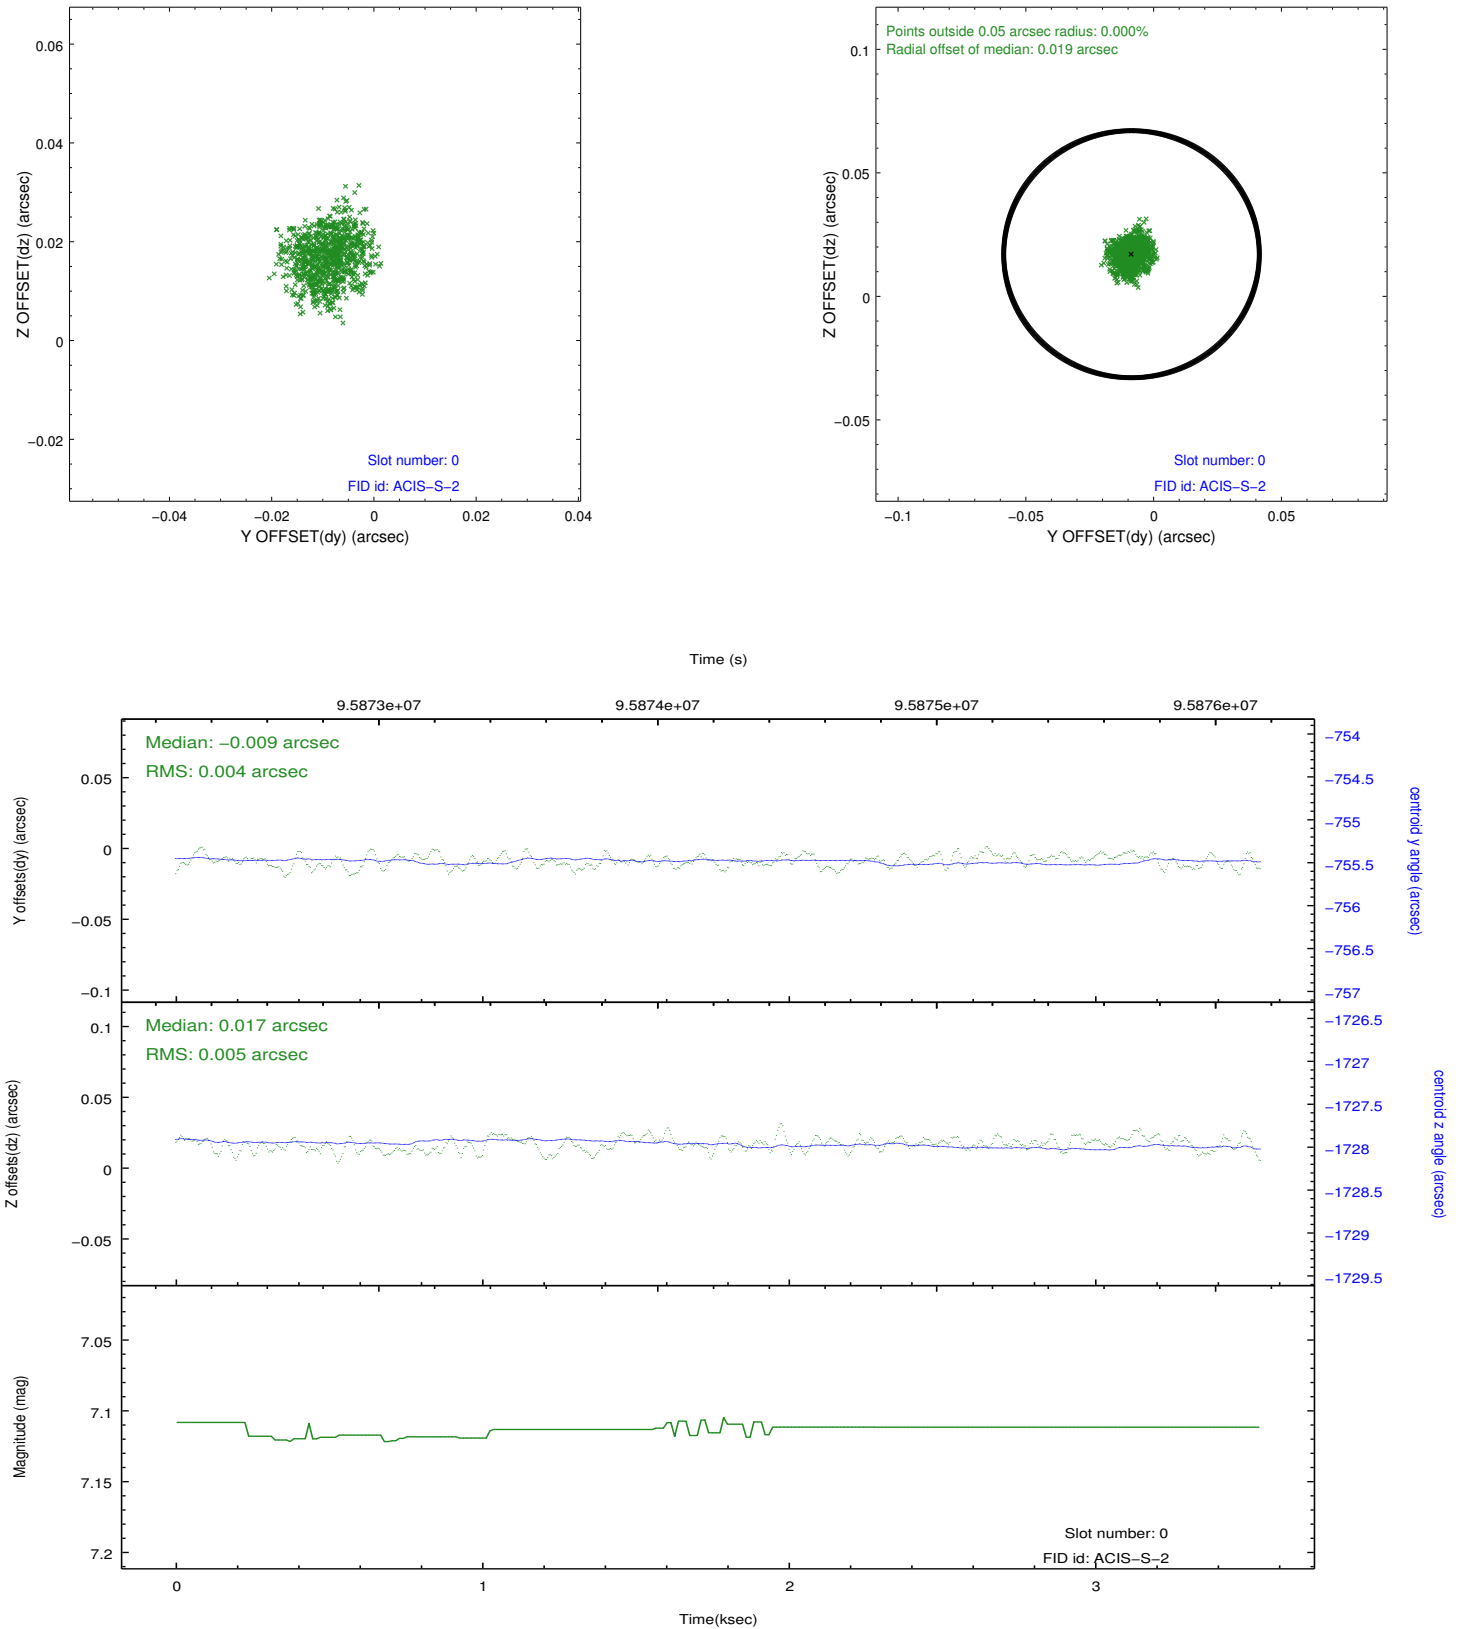 0.06
0.04
0.02
0
−0.02
Z OFFSET(dz) (arcsec)
Slot number: 0
FID id: ACIS−S−2
−0.04
−0.02
0
0.02
0.04
Y OFFSET(dy) (arcsec)
Points outside 0.05 arcsec radius: 0.000%
Radial offset of median: 0.019 arcsec
0.1
0.05
0
−0.05
Z OFFSET(dz) (arcsec)
Slot number: 0
FID id: ACIS−S−2
−0.1
−0.05
0
0.05
Y OFFSET(dy) (arcsec)
Time (s)
9.5873e+07
9.5874e+07
9.5875e+07
9.5876e+07
Median: −0.009 arcsec
RMS: 0.004 arcsec
0.05
0
−0.05
−0.1
Y offsets(dy) (arcsec)
−754
−754.5
−755
−755.5
−756
−756.5
−757
centroid y angle (arcsec)
Median: 0.017 arcsec
RMS: 0.005 arcsec
0.1
0.05
0
−0.05
Z offsets(dz) (arcsec)
−1726.5
−1727
−1727.5
−1728
−1728.5
−1729
−1729.5
centroid z angle (arcsec)
7.05
7.1
7.15
7.2
Magnitude (mag)
Slot number: 0
FID id: ACIS−S−2
0
1
2
3
Time(ksec)